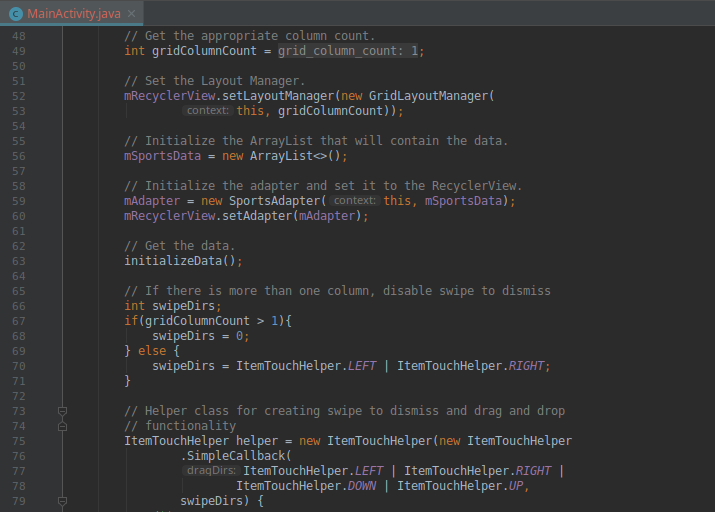 MainActivity.java
48 // Get the appropriate column count.
49 int gridColumnCount = grid_column_count: 1;
50
51 // Set the Layout Manager.
52 mRecyclerView.setLayoutManager(new GridLayoutManager(
53 context: this, gridColumnCount));
54
55 // Initialize the ArrayList that will contain the data.
56 mSportsData = new ArrayList<>();
57
58 // Initialize the adapter and set it to the RecyclerView.
59 mAdapter = new SportsAdapter( context: this, mSportsData);
60 mRecyclerView.setAdapter(mAdapter);
61
62 // Get the data.
63 initializeData();
64
65 // If there is more than one column, disable swipe to dismiss
66 int swipeDirs;
67 if(gridColumnCount > 1){
68 swipeDirs = 0;
69 } else {
70 swipeDirs = ItemTouchHelper.LEFT | ItemTouchHelper.RIGHT;
71 }
72
73 // Helper class for creating swipe to dismiss and drag and drop
74 // functionality
75 ItemTouchHelper helper = new ItemTouchHelper(new ItemTouchHelper
76 .SimpleCallback(
77 dragDirs: ItemTouchHelper.LEFT | ItemTouchHelper.RIGHT |
78 ItemTouchHelper.DOWN | ItemTouchHelper.UP,
79 swipeDirs) {